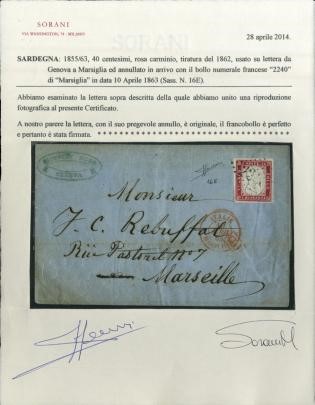 SORANI
VIA WASHINGTON, 74 - MILANO
28 aprile 2014.
SARDEGNA: 1855/63, 40 centesimi, rosa carminio, tiratura del 1862, usato su lettera da
Genova a Marsiglia ed annullato in arrivo con il bollo numerale francese "2240"
di "Marsiglia" in data 10 Aprile 1863 (Sass. N. 16E).
Abbiamo esaminato la lettera sopra descritta della quale abbiamo unito una riproduzione
fotografica al presente Certificato.
A nostro parere la lettera, con il suo pregevole annullo, è originale, il francobollo è perfetto
e pertanto è stata firmata. * * * * * * * * * * * * * * * * * * * * * * * * * * * * * * * *
GENOVA
16E
Monsieur
J. C. Rebuffat
Rüe Pastoret N° 7
Marseille
ITALIE